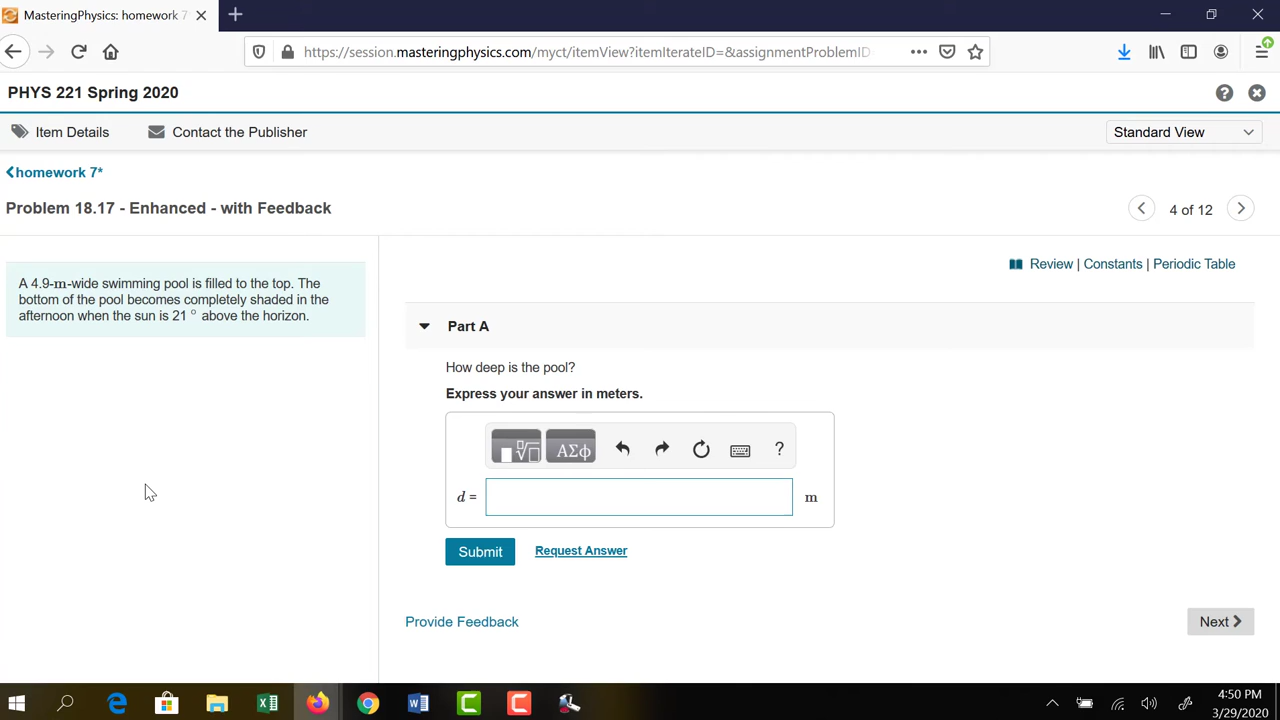 MasteringPhysics: homework 7
https://session.masteringphysics.com/myct/itemView?itemIterateID=&assignmentProblemID
PHYS 221 Spring 2020
Item Details
Contact the Publisher
Standard View
homework 7*
Problem 18.17 - Enhanced - with Feedback
4 of 12
A 4.9-m-wide swimming pool is filled to the top. The
bottom of the pool becomes completely shaded in the
afternoon when the sun is 21 ° above the horizon.
Review | Constants | Periodic Table
Part A
How deep is the pool?
Express your answer in meters.
ΑΣφ
?
d =
m
Submit
Request Answer
Provide Feedback
Next
4:50 PM
3/29/2020